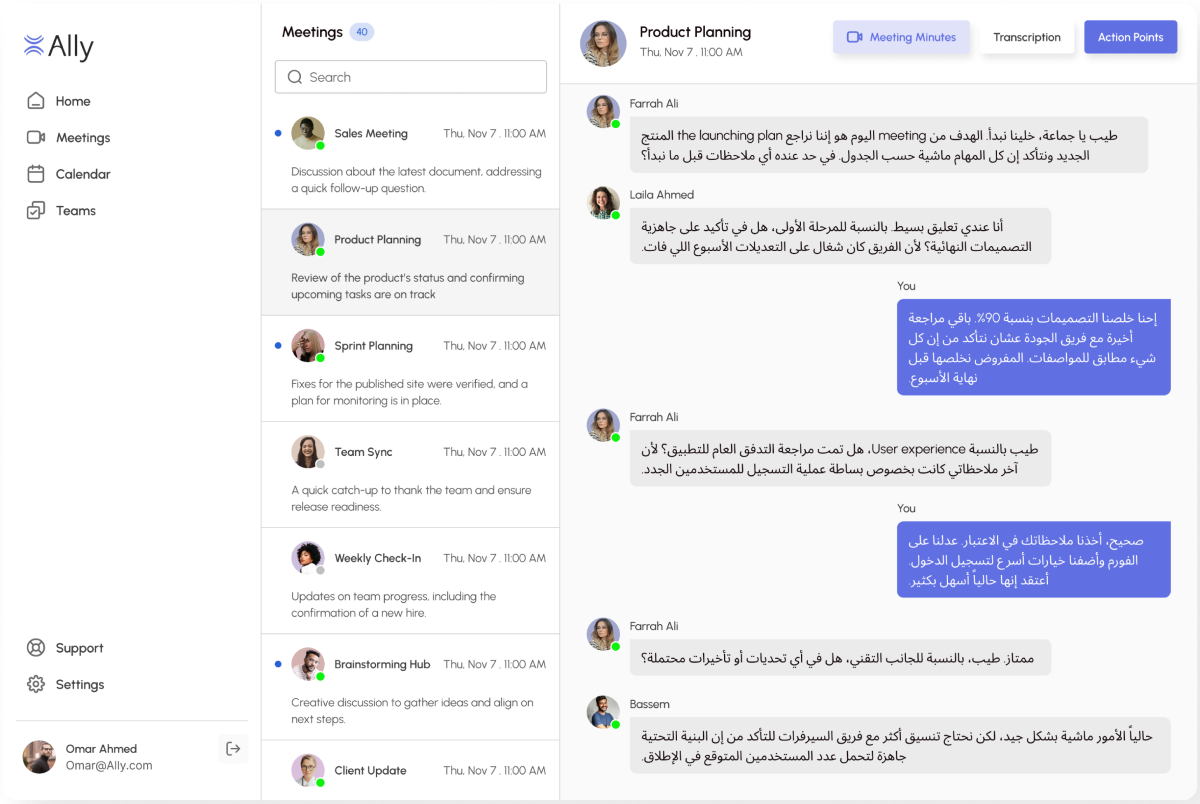 Ally
Home
Meetings
Calendar
Teams
Support
Settings
Omar Ahmed
Omar@Ally.com
Meetings 40
Search
Sales Meeting Thu, Nov 7 . 11:00 AM
Discussion about the latest document, addressing
a quick follow-up question.
Product Planning Thu, Nov 7 . 11:00 AM
Review of the product's status and confirming
upcoming tasks are on track
Sprint Planning Thu, Nov 7 . 11:00 AM
Fixes for the published site were verified, and a
plan for monitoring is in place.
Team Sync Thu, Nov 7 . 11:00 AM
A quick catch-up to thank the team and ensure
release readiness.
Weekly Check-In Thu, Nov 7 . 11:00 AM
Updates on team progress, including the
confirmation of a new hire.
Brainstorming Hub Thu, Nov 7 . 11:00 AM
Creative discussion to gather ideas and align on
next steps.
Client Update Thu, Nov 7 . 11:00 AM
Product Planning
Thu, Nov 7 . 11:00 AM
Meeting Minutes
Transcription
Action Points
Farrah Ali
طيب يا جماعة، خلينا نبدأ. الهدف من meeting اليوم هو إننا نراجع the launching plan المنتج
الجديد ونتأكد إن كل المهام ماشية حسب الجدول. في حد عنده أي ملاحظات قبل ما نبدأ؟
Laila Ahmed
أنا عندي تعليق بسيط. بالنسبة للمرحلة الأولى، هل في تأكيد على جاهزية
التصميمات النهائية؟ لأن الفريق كان شغال على التعديلات الأسبوع اللي فات.
You
إحنا خلصنا التصميمات بنسبة 90%. باقي مراجعة
أخيرة مع فريق الجودة عشان نتأكد من إن كل
شيء مطابق للمواصفات. المفروض نخلصها قبل
نهاية الأسبوع.
Farrah Ali
طيب بالنسبة User experience، هل تمت مراجعة التدفق العام للتطبيق؟ لأن
آخر ملاحظاتي كانت بخصوص بساطة عملية التسجيل للمستخدمين الجدد.
You
صحيح، أخذنا ملاحظاتك في الاعتبار. عدلنا على
الفورم وأضفنا خيارات أسرع لتسجيل الدخول.
أعتقد إنها حالياً أسهل بكثير.
Farrah Ali
ممتاز. طيب، بالنسبة للجانب التقني، هل في أي تحديات أو تأخيرات محتملة؟
Bassem
حالياً الأمور ماشية بشكل جيد، لكن نحتاج تنسيق أكثر مع فريق السيرفرات للتأكد من إن البنية التحتية
جاهزة لتحمل عدد المستخدمين المتوقع في الإطلاق.